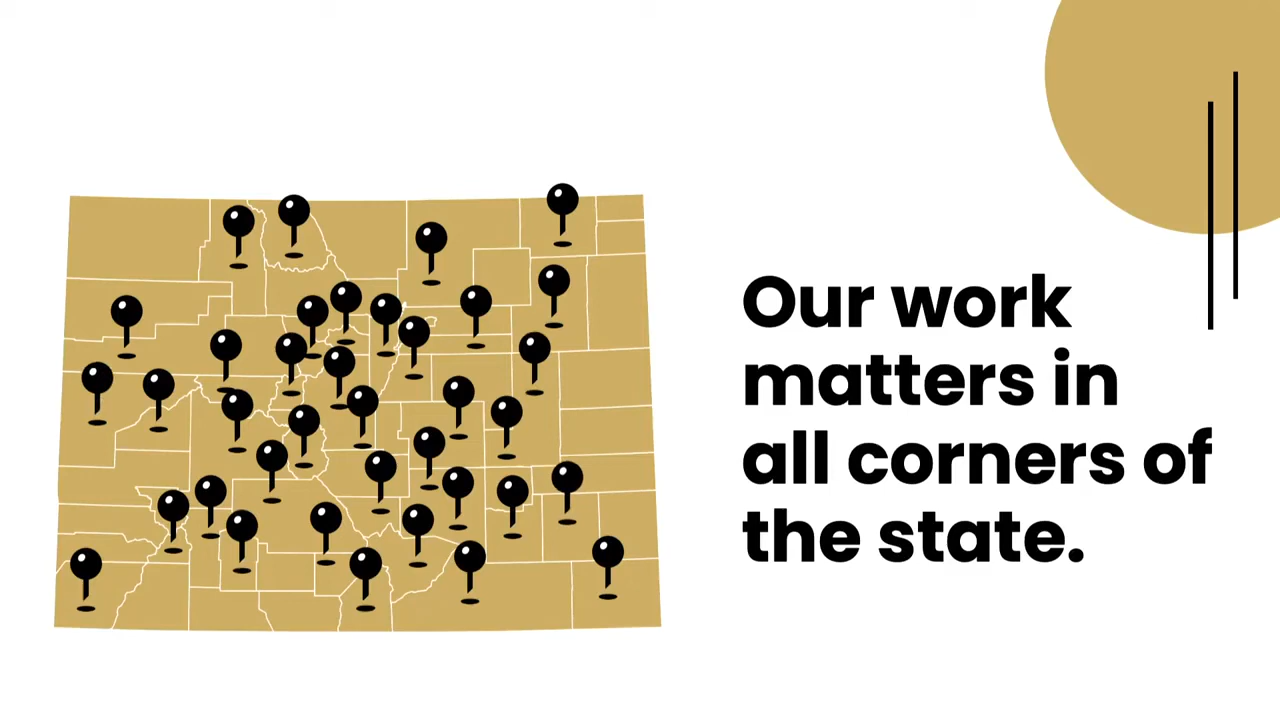 Our work
matters in
all corners of
the state.